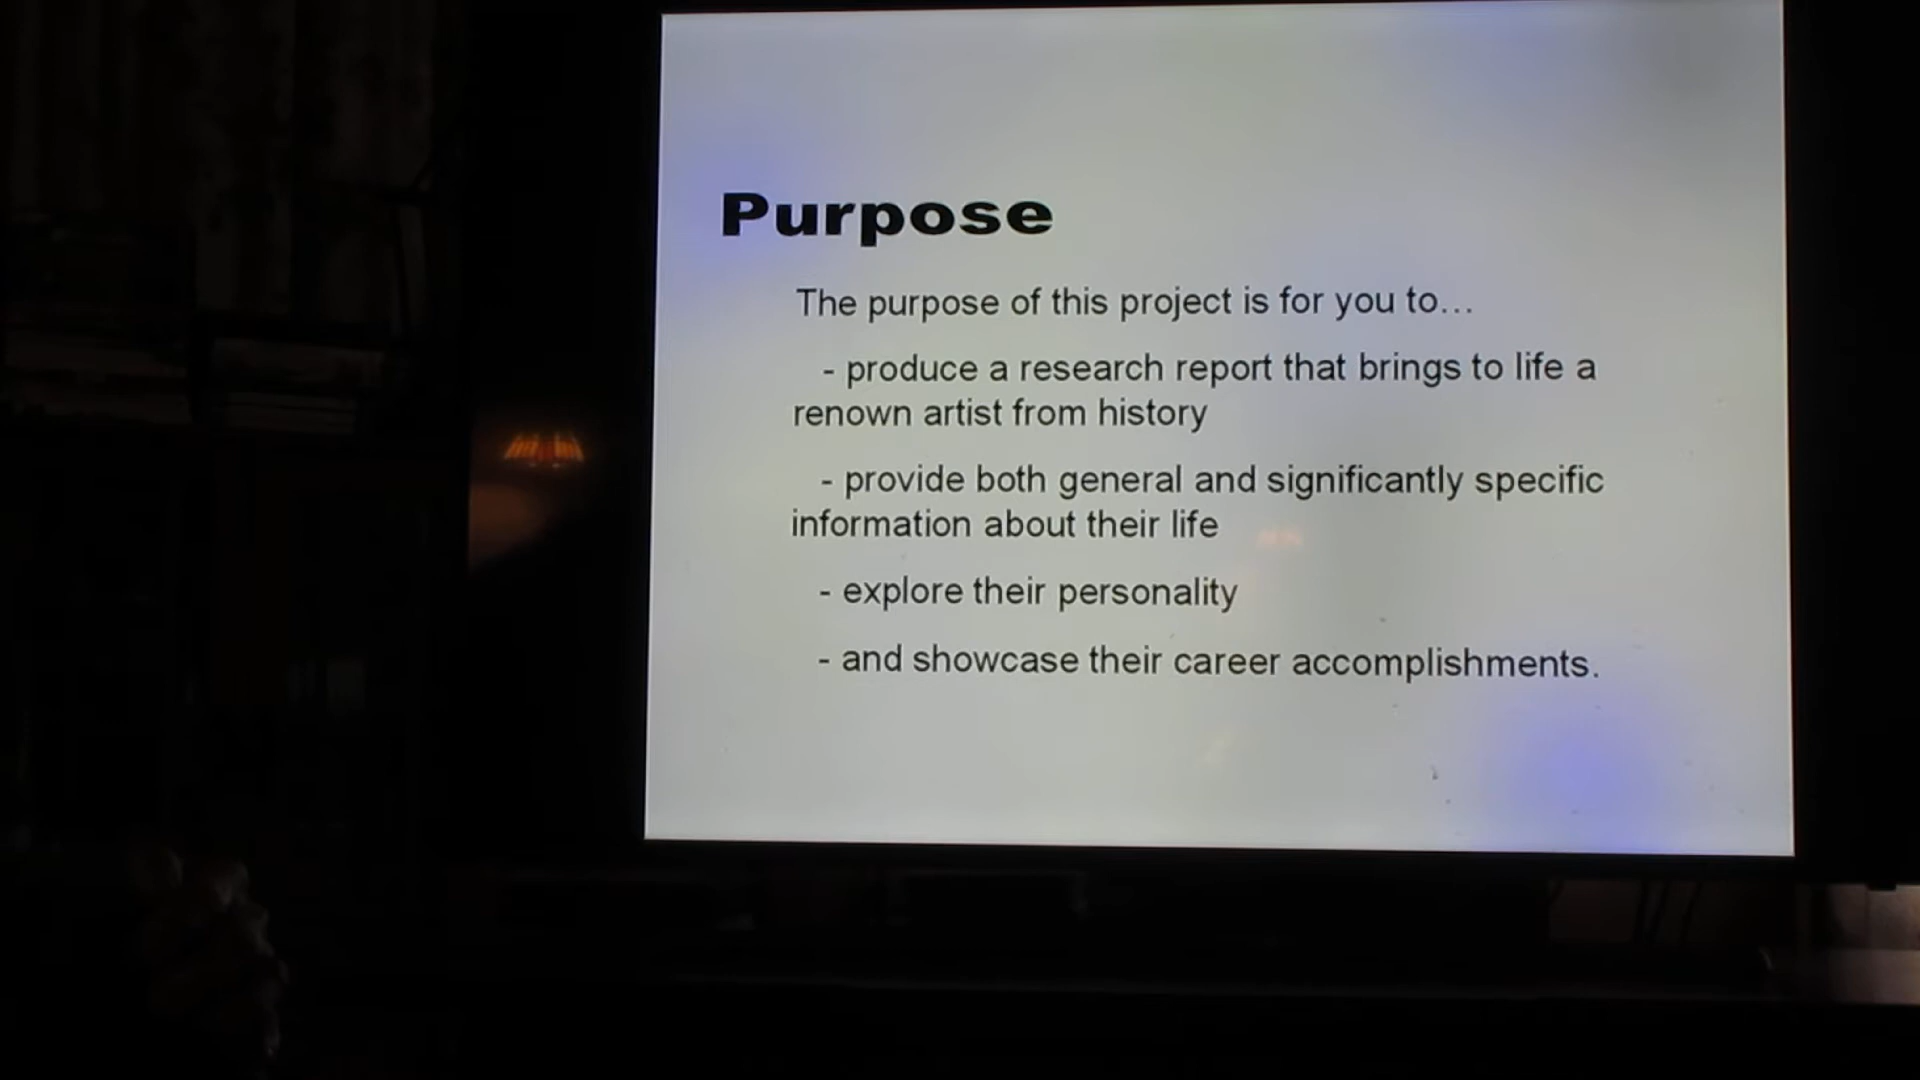 Purpose
The purpose of this project is for you to...
- produce a research report that brings to life a
renown artist from history
- provide both general and significantly specific
information about their life
- explore their personality
- and showcase their career accomplishments.